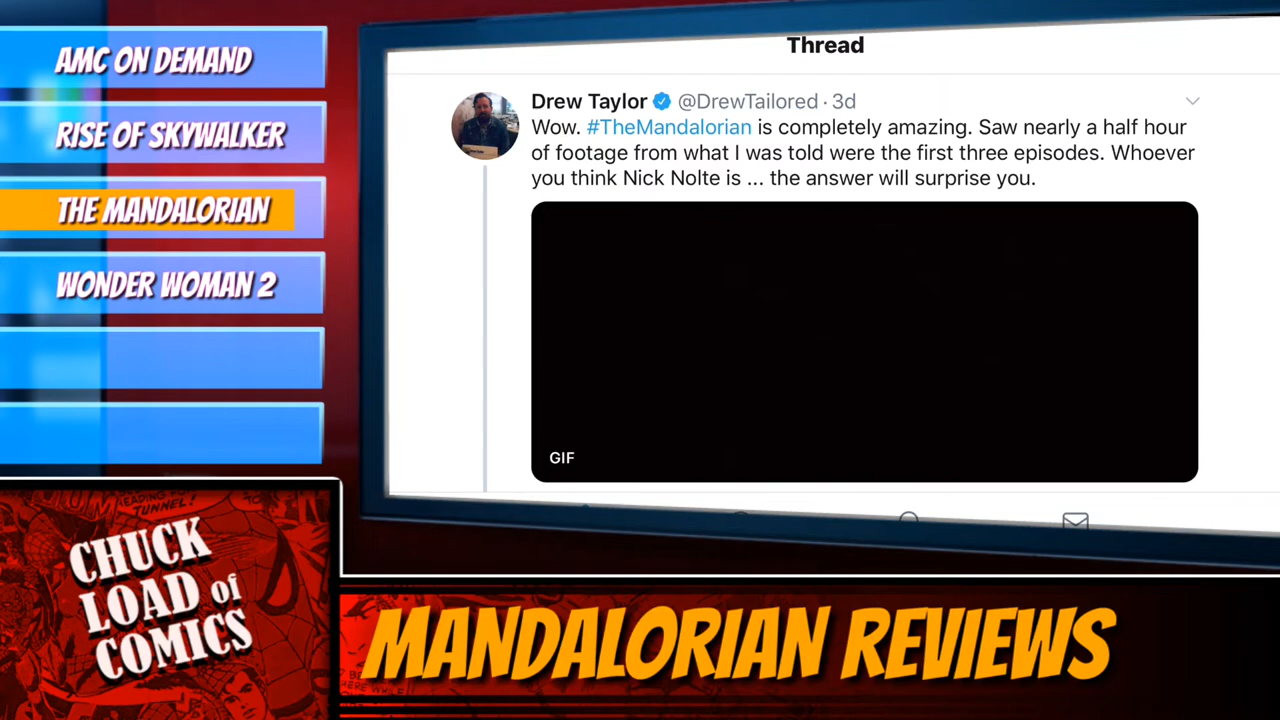 AMC ON DEMAND
RISE OF SKYWALKER
THE MANDALORIAN
WONDER WOMAN 2
Thread
Drew Taylor @DrewTailored · 3d
Wow. #TheMandalorian is completely amazing. Saw nearly a half hour
of footage from what I was told were the first three episodes. Whoever
you think Nick Nolte is ... the answer will surprise you.
GIF
READING
TUNNEL!
CHUCK
LOAD of
COMICS
MANDALORIAN REVIEWS